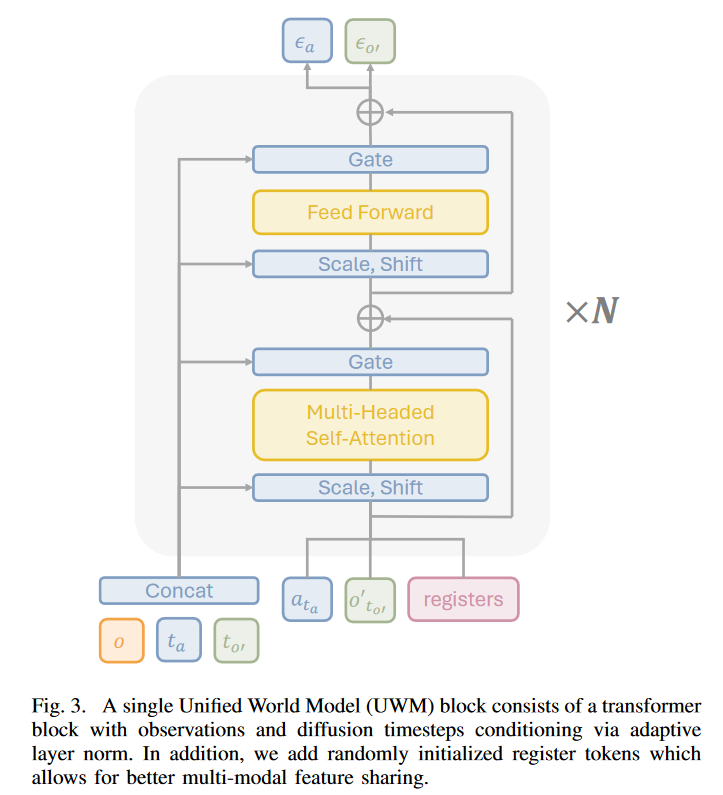 ϵₐ ϵₒ′
Gate
Feed Forward
Scale, Shift
×N
Gate
Multi-Headed
Self-Attention
Scale, Shift
Concat
a_{t_a} o′_{t_{o′}} registers
o t_a t_{o′}
Fig. 3. A single Unified World Model (UWM) block consists of a transformer
block with observations and diffusion timesteps conditioning via adaptive
layer norm. In addition, we add randomly initialized register tokens which
allows for better multi-modal feature sharing.